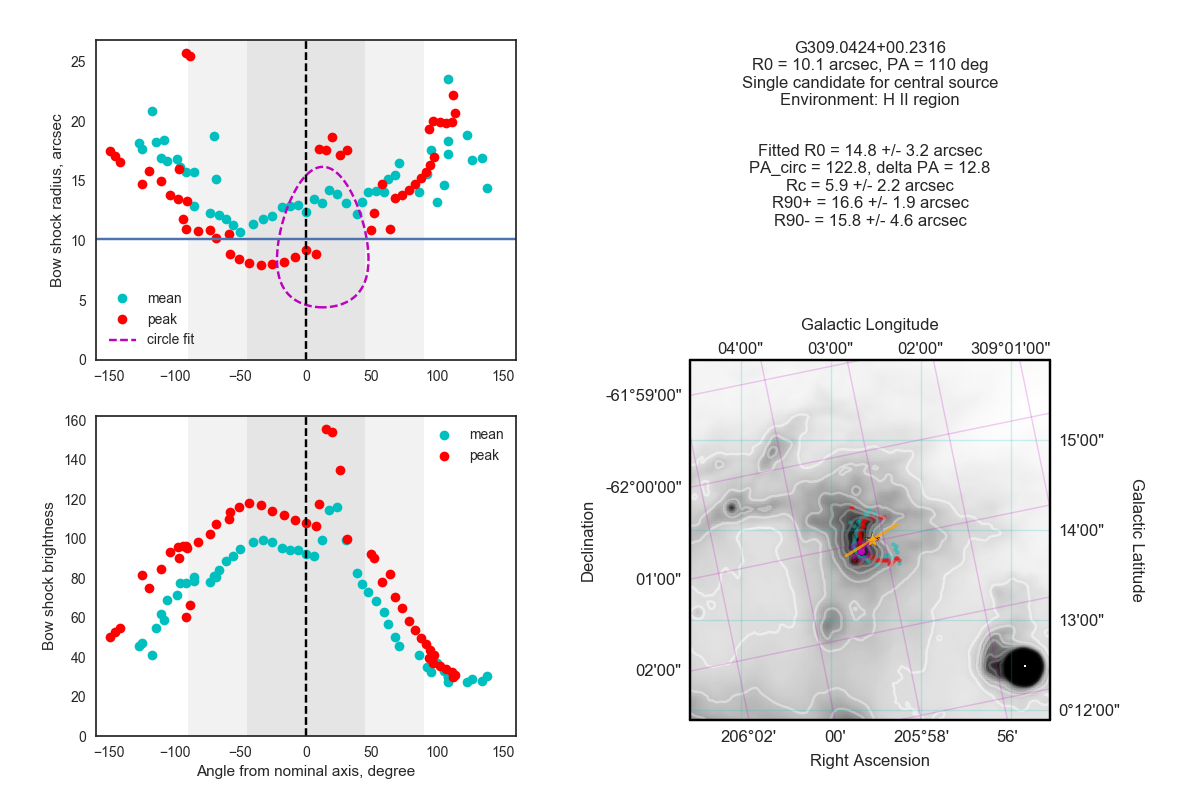 25
20
15
10
5
0
Bow shock radius, arcsec
mean
peak
circle fit
−150 −100 −50 0 50 100 150
160
140
120
100
80
60
40
20
0
Bow shock brightness
mean
peak
−150 −100 −50 0 50 100 150
Angle from nominal axis, degree
G309.0424+00.2316
R0 = 10.1 arcsec, PA = 110 deg
Single candidate for central source
Environment: H II region
Fitted R0 = 14.8 +/- 3.2 arcsec
PA_circ = 122.8, delta PA = 12.8
Rc = 5.9 +/- 2.2 arcsec
R90+ = 16.6 +/- 1.9 arcsec
R90- = 15.8 +/- 4.6 arcsec
Galactic Longitude
04'00" 03'00" 02'00" 309°01'00"
-61°59'00"
-62°00'00"
01'00"
02'00"
Declination
15'00"
14'00"
13'00"
0°12'00"
Galactic Latitude
206°02' 00' 205°58' 56'
Right Ascension